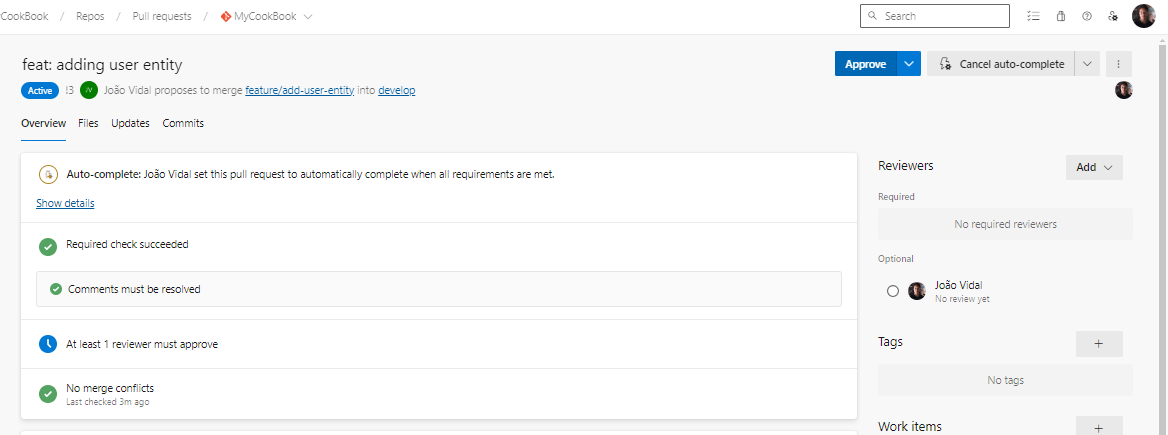 CookBook / Repos / Pull requests / MyCookBook
Search
feat: adding user entity
Approve
Cancel auto-complete
Active !3 JV João Vidal proposes to merge feature/add-user-entity into develop
Overview Files Updates Commits
Auto-complete: João Vidal set this pull request to automatically complete when all requirements are met.
Show details
Required check succeeded
Comments must be resolved
At least 1 reviewer must approve
No merge conflicts
Last checked 3m ago
Reviewers
Add
Required
No required reviewers
Optional
João Vidal
No review yet
Tags
No tags
Work items